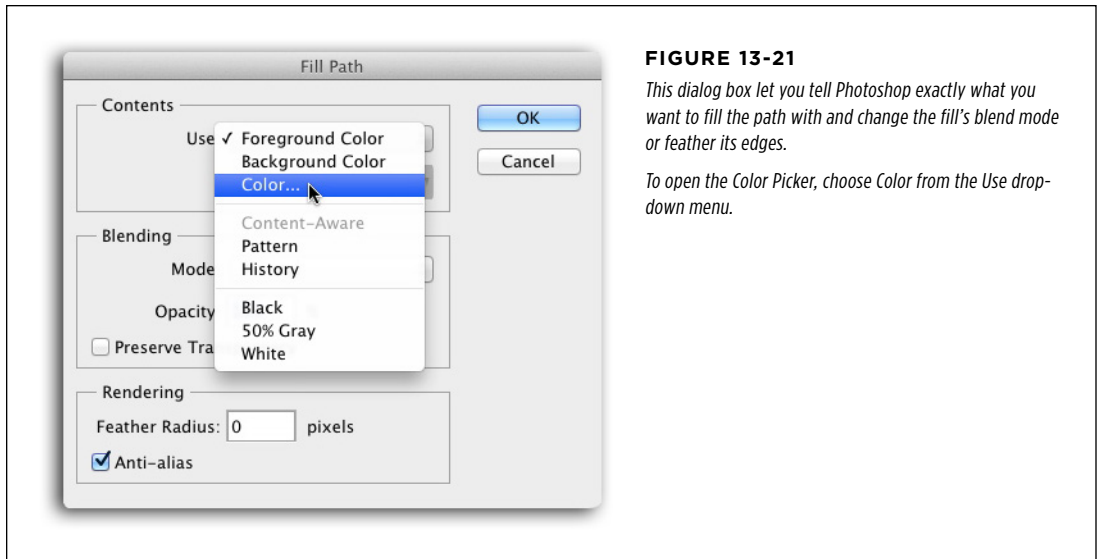 Fill Path
Contents
Use ✓ Foreground Color
Background Color
Color...
Content-Aware
Pattern
History
Black
50% Gray
White
OK
Cancel
Blending
Mode
Opacity
Preserve Tra
Rendering
Feather Radius: 0 pixels
Anti-alias
FIGURE 13-21
This dialog box let you tell Photoshop exactly what you
want to fill the path with and change the fill's blend mode
or feather its edges.
To open the Color Picker, choose Color from the Use drop-
down menu.